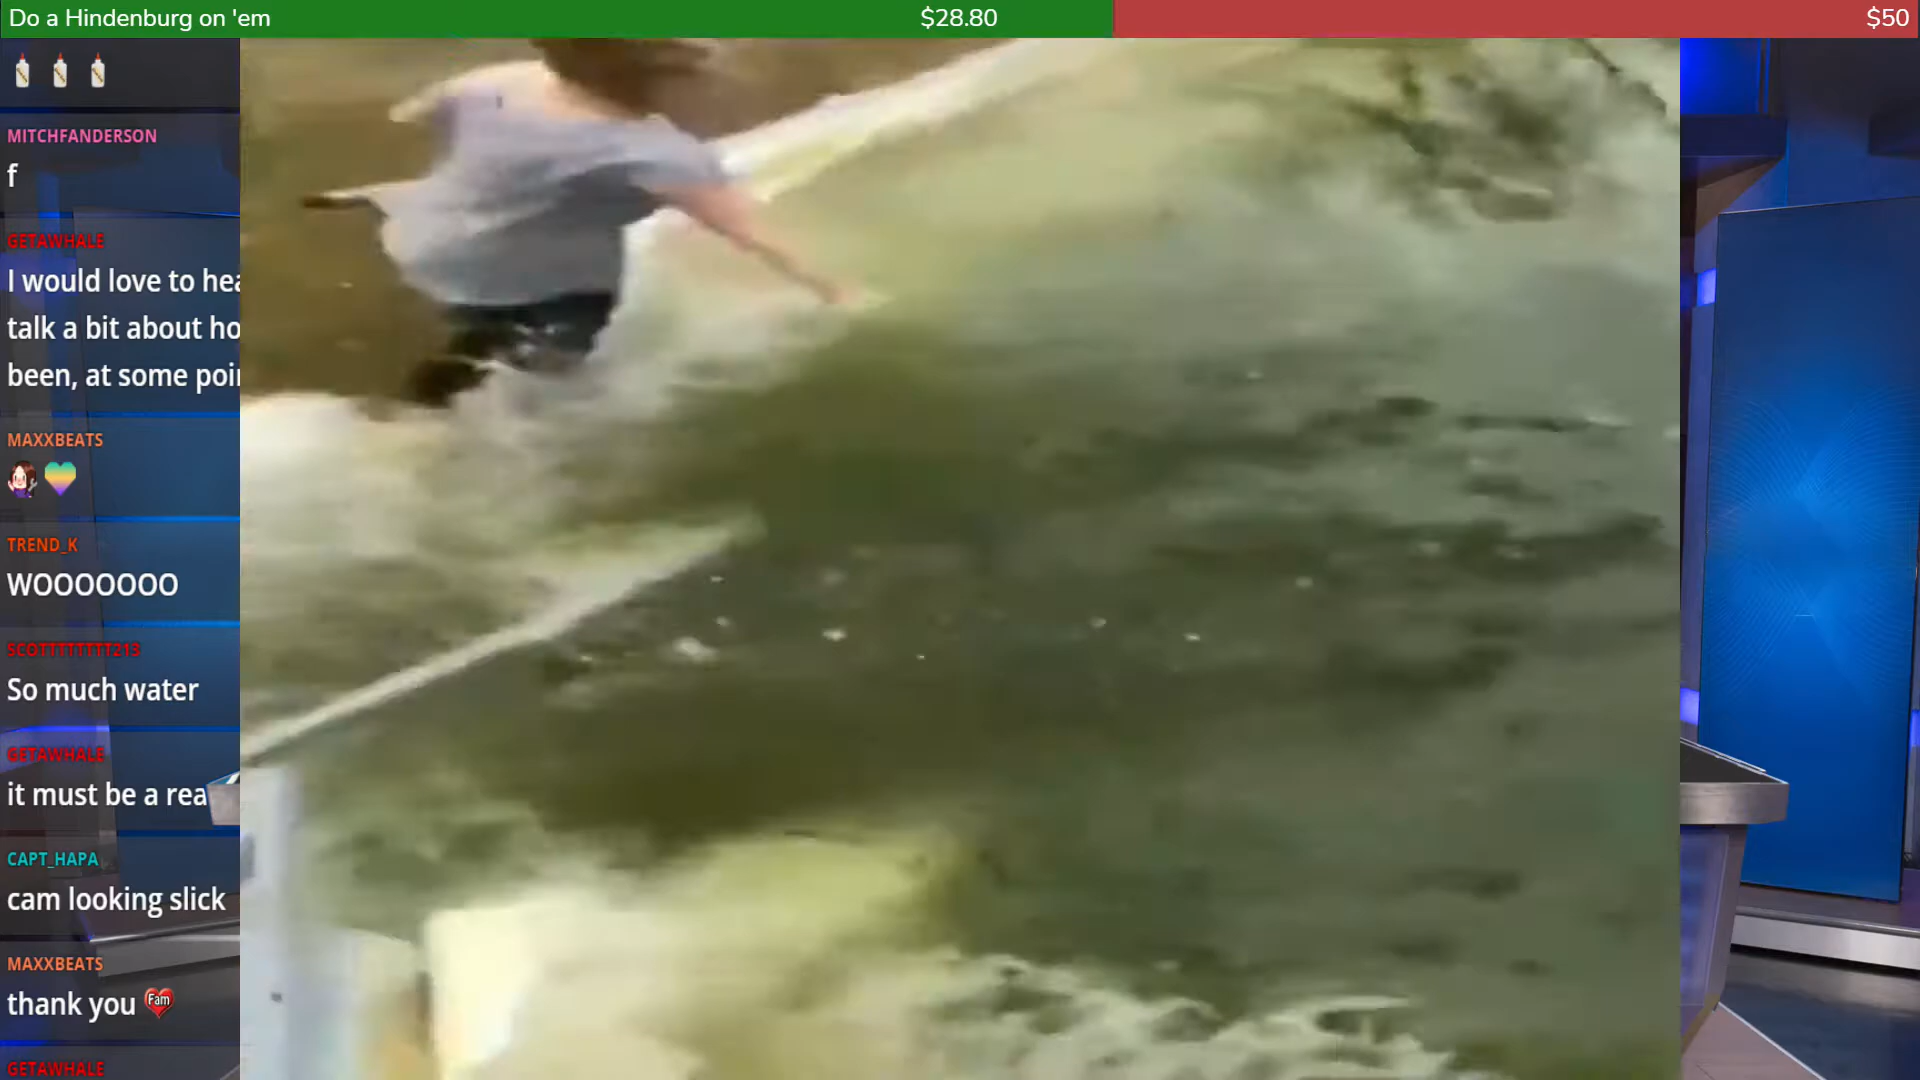 Do a Hindenburg on 'em $28.80 $50
MITCHFANDERSON
f
GETAWHALE
I would love to hea
talk a bit about ho
been, at some poi
MAXXBEATS
TREND_K
WOOOOOOO
SCOTTTTTTTT213
So much water
GETAWHALE
it must be a rea
CAPT_HAPA
cam looking slick
MAXXBEATS
thank you Fam
GETAWHALE